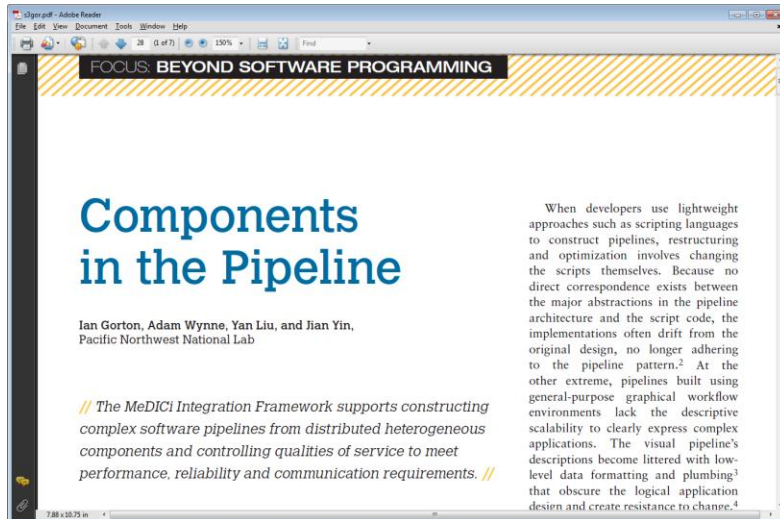 s3gor.pdf - Adobe Reader
File Edit View Document Tools Window Help
28 (1 of 7) 150% Find
FOCUS: BEYOND SOFTWARE PROGRAMMING
Components
in the Pipeline
Ian Gorton, Adam Wynne, Yan Liu, and Jian Yin,
Pacific Northwest National Lab
// The MeDICi Integration Framework supports constructing
complex software pipelines from distributed heterogeneous
components and controlling qualities of service to meet
performance, reliability and communication requirements. //
When developers use lightweight
approaches such as scripting languages
to construct pipelines, restructuring
and optimization involves changing
the scripts themselves. Because no
direct correspondence exists between
the major abstractions in the pipeline
architecture and the script code, the
implementations often drift from the
original design, no longer adhering
to the pipeline pattern.2 At the
other extreme, pipelines built using
general-purpose graphical workflow
environments lack the descriptive
scalability to clearly express complex
applications. The visual pipeline's
descriptions become littered with low-
level data formatting and plumbing3
that obscure the logical application
design and create resistance to change.4
7.88 x 10.75 in